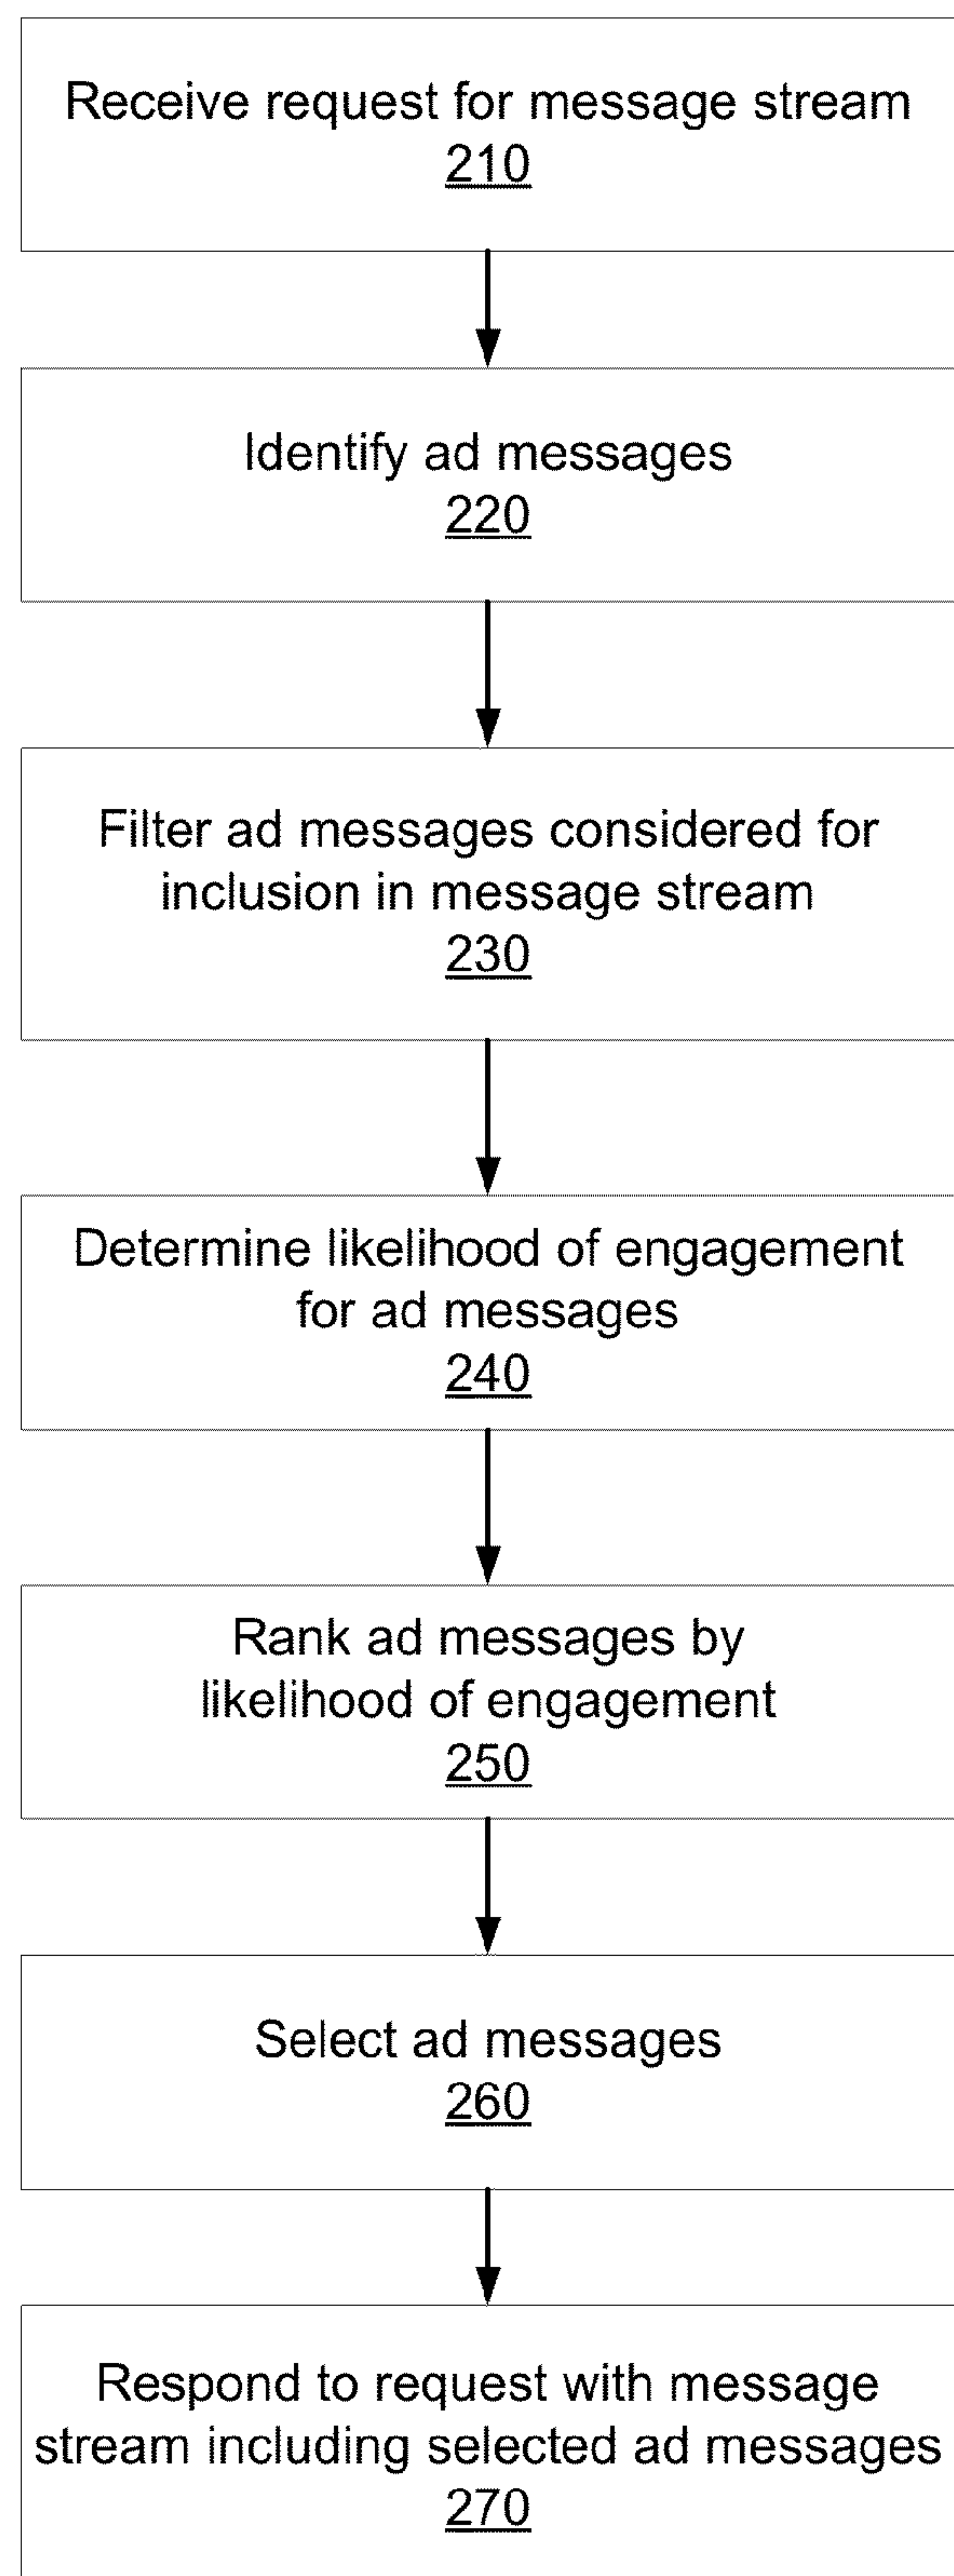 Receive request for message stream
210
Identify ad messages
220
Filter ad messages considered for
inclusion in message stream
230
Determine likelihood of engagement
for ad messages
240
Rank ad messages by
likelihood of engagement
250
Select ad messages
260
Respond to request with message
stream including selected ad messages
270